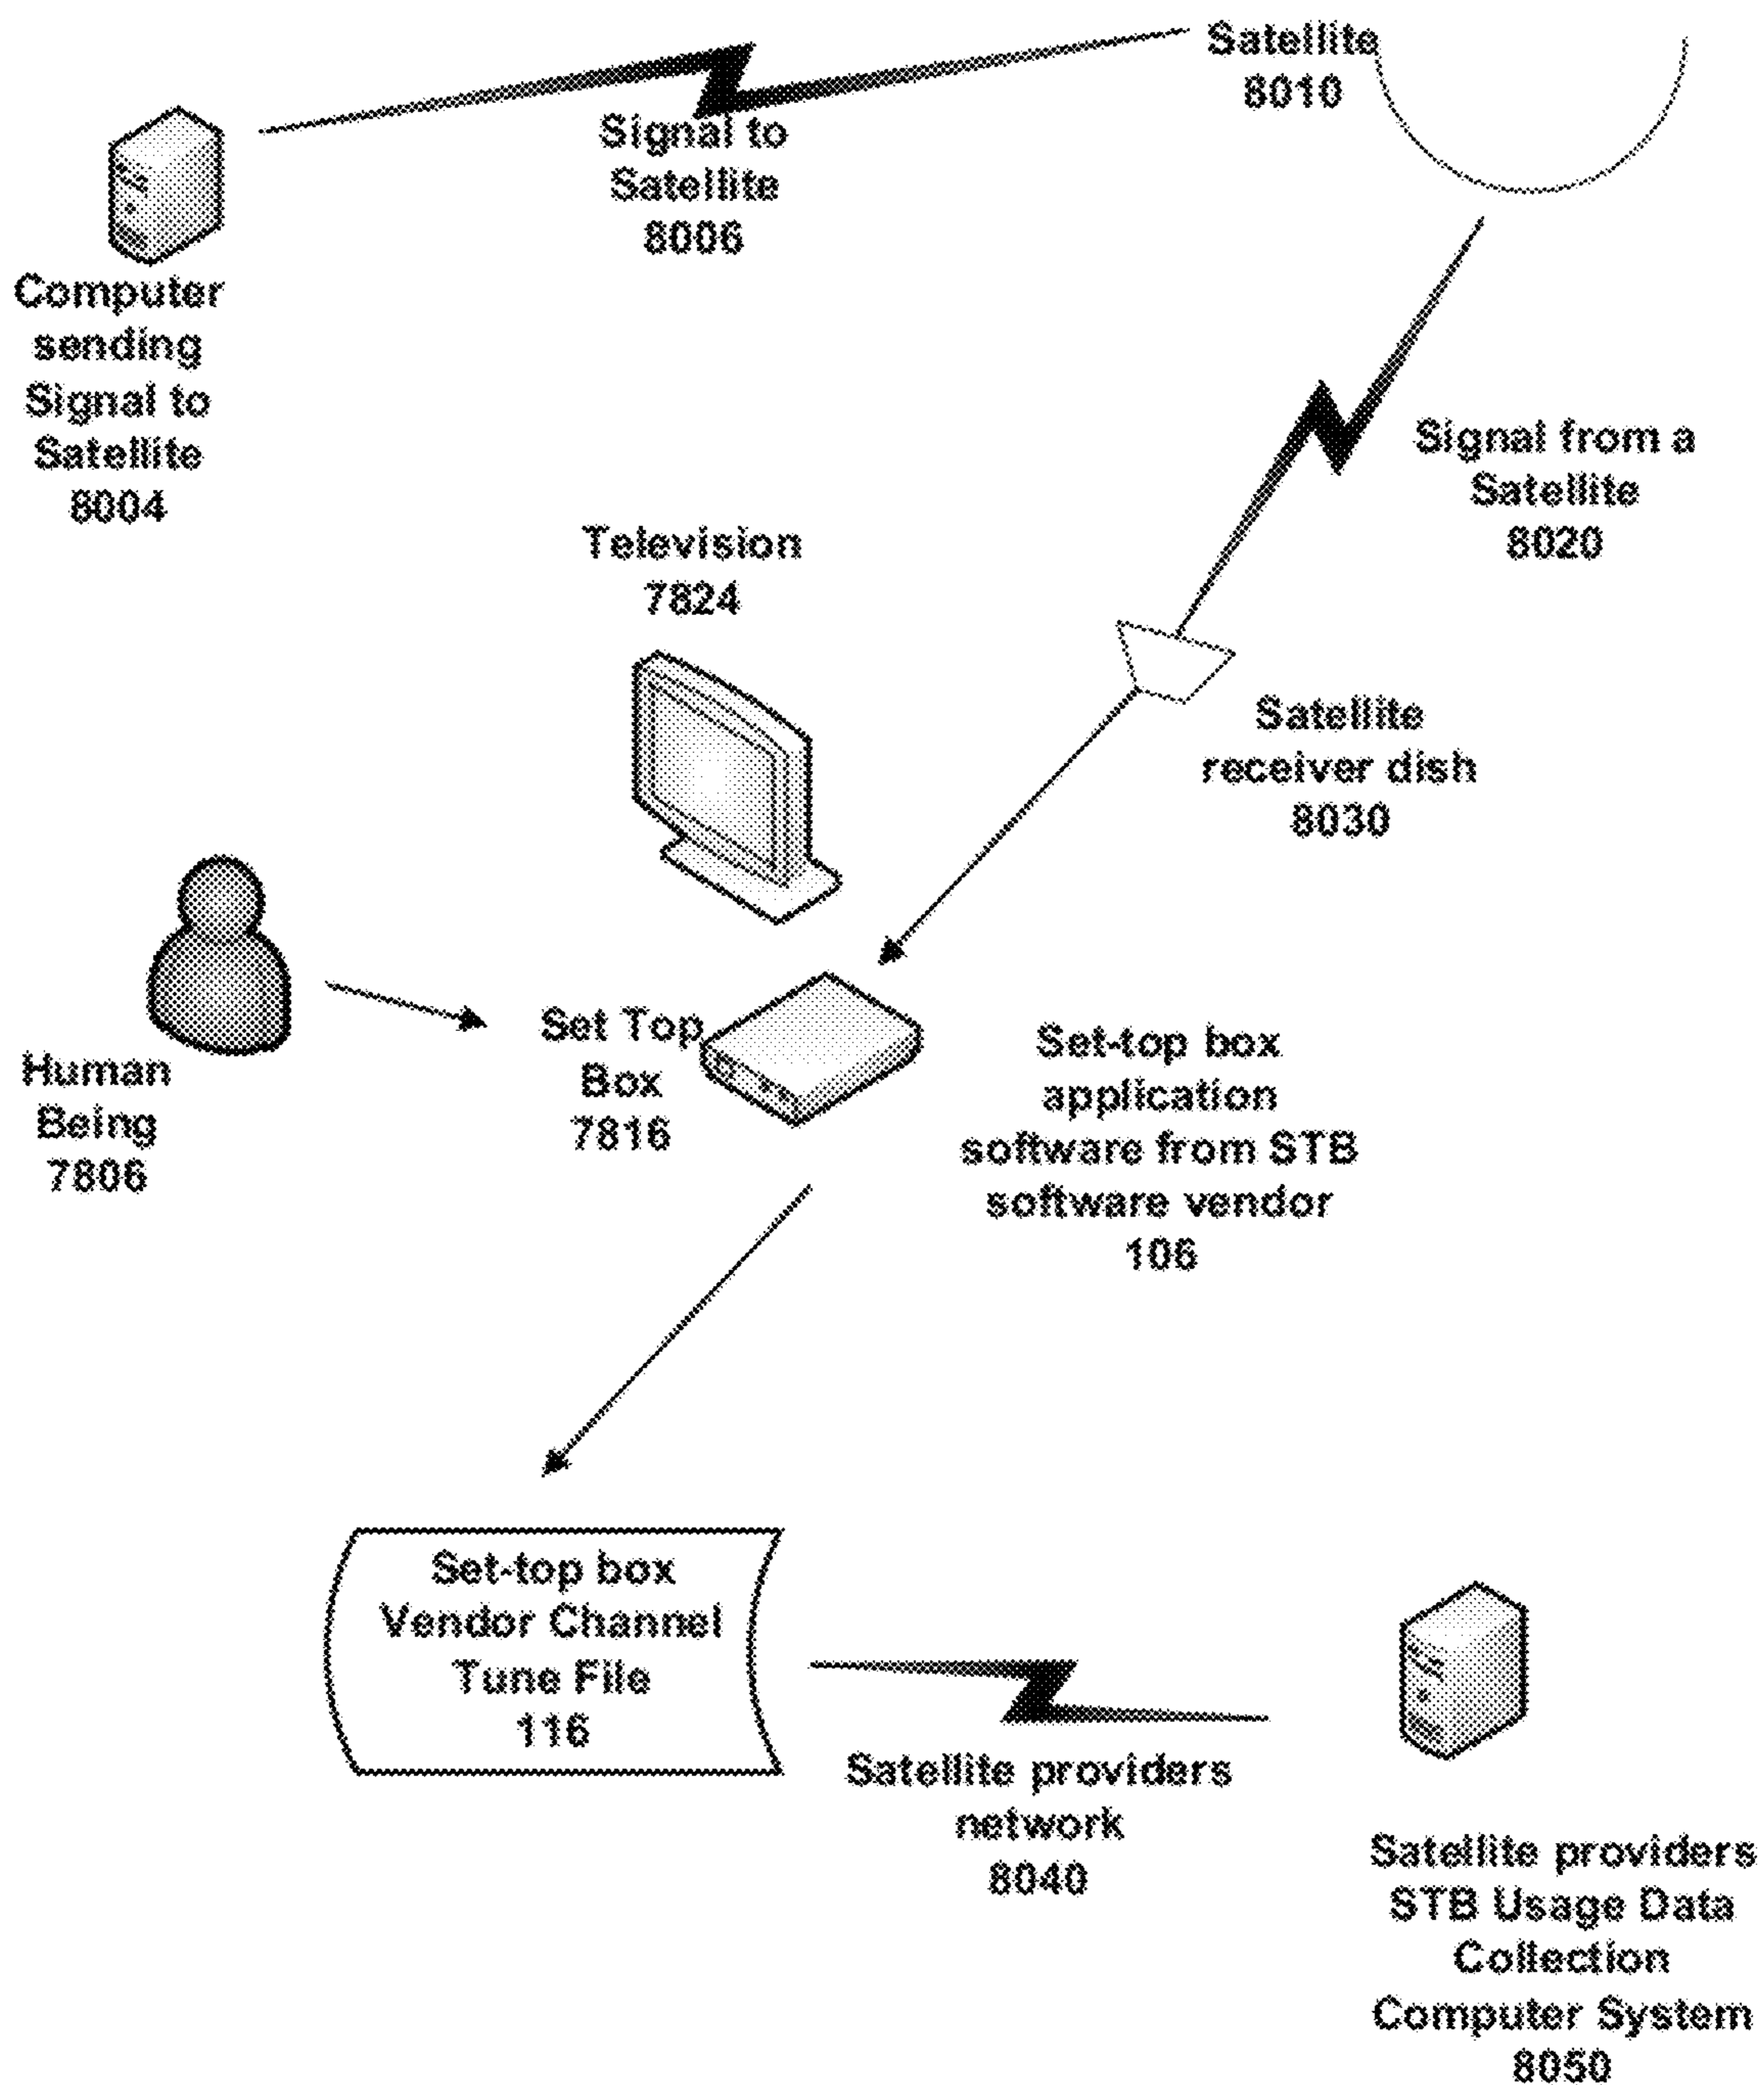 Satellite
8010
Signal to
Satellite
8006
Computer
sending
Signal to
Satellite
8004
Signal from a
Satellite
8020
Television
7824
Satellite
receiver dish
8030
Human
Being
7806
Set Top
Box
7816
Set-top box
application
software from STB
software vendor
106
Set-top box
Vendor Channel
Tune File
116
Satellite providers
network
8040
Satellite providers
STB Usage Data
Collection
Computer System
8050